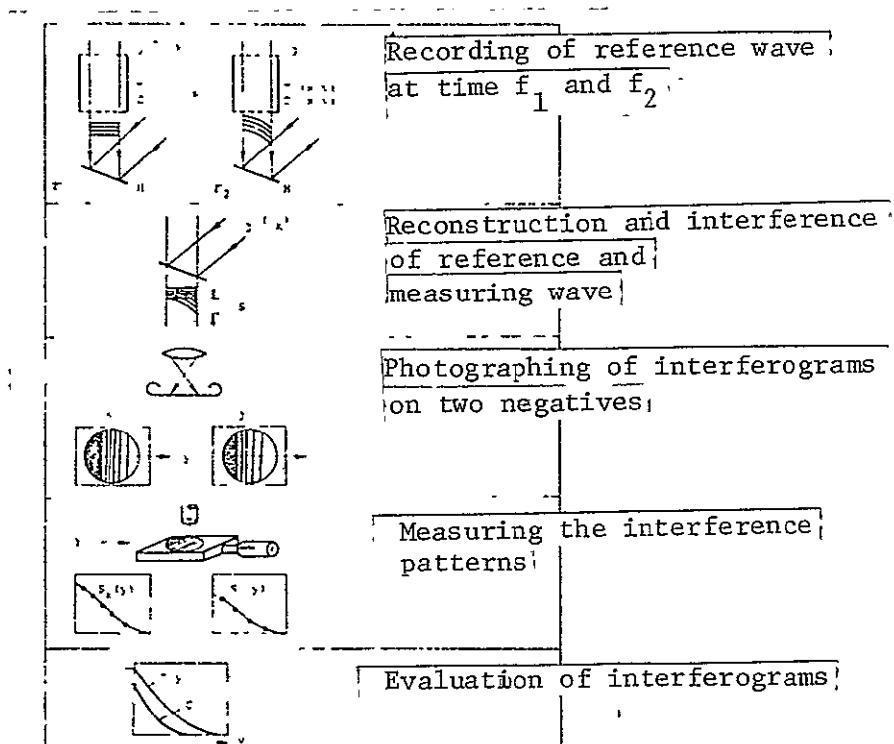 Recording of reference wave
at time f1 and f2
Reconstruction and interference
of reference and
measuring wave
Photographing of interferograms
on two negatives
Measuring the interference
patterns
Evaluation of interferograms